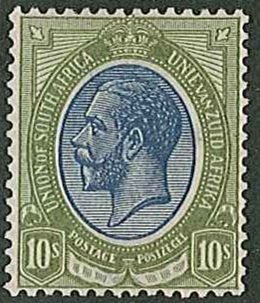 UNION OF SOUTH AFRICA
UNIE VAN ZUID AFRIKA
POSTAGE — POSTZEGEL
10s 10s